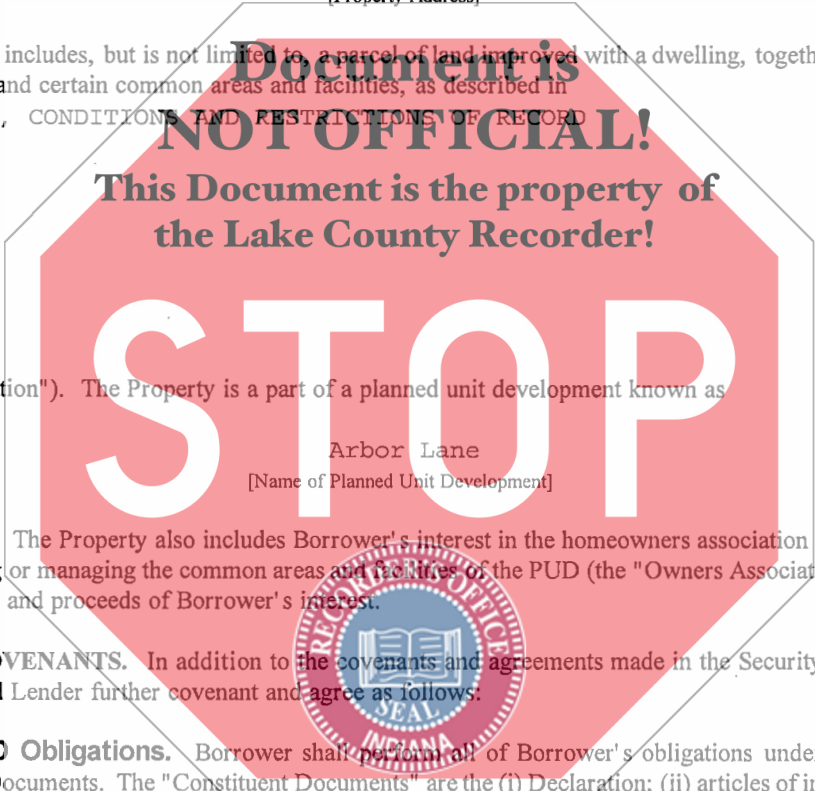 [Property Address]
includes, but is not limited to, a parcel of land improved with a dwelling, togeth
Document is
nd certain common areas and facilities, as described in
, CONDITIONS AND RESTRICTIONS OF RECORD
NOT OFFICIAL!
This Document is the property of
the Lake County Recorder!
STOP
tion"). The Property is a part of a planned unit development known as
Arbor Lane
[Name of Planned Unit Development]
The Property also includes Borrower's interest in the homeowners association
or managing the common areas and facilities of the PUD (the "Owners Associat
and proceeds of Borrower's interest.
RECORDER'S OFFICE
SEAL
INDIANA
VENANTS. In addition to the covenants and agreements made in the Security
Lender further covenant and agree as follows:
Obligations. Borrower shall perform all of Borrower's obligations unde
ocuments. The "Constituent Documents" are the (i) Declaration; (ii) articles of in